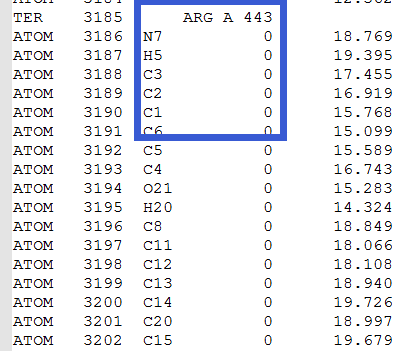 TER 3185 ARG A 443
ATOM 3186 N7 0 18.769
ATOM 3187 H5 0 19.395
ATOM 3188 C3 0 17.455
ATOM 3189 C2 0 16.919
ATOM 3190 C1 0 15.768
ATOM 3191 C6 0 15.099
ATOM 3192 C5 0 15.589
ATOM 3193 C4 0 16.743
ATOM 3194 O21 0 15.283
ATOM 3195 H20 0 14.324
ATOM 3196 C8 0 18.849
ATOM 3197 C11 0 18.066
ATOM 3198 C12 0 18.108
ATOM 3199 C13 0 18.940
ATOM 3200 C14 0 19.726
ATOM 3201 C20 0 18.997
ATOM 3202 C15 0 19.679